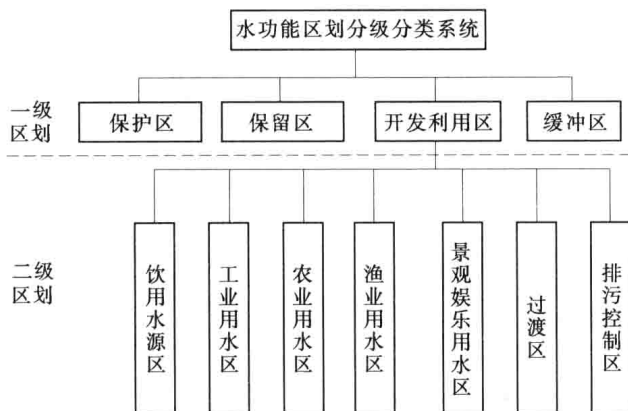 水功能区划分级分类系统
一级
区划
保护区
保留区
开发利用区
缓冲区
二级
区划
饮用水源区
工业用水区
农业用水区
渔业用水区
景观娱乐用水区
过渡区
排污控制区